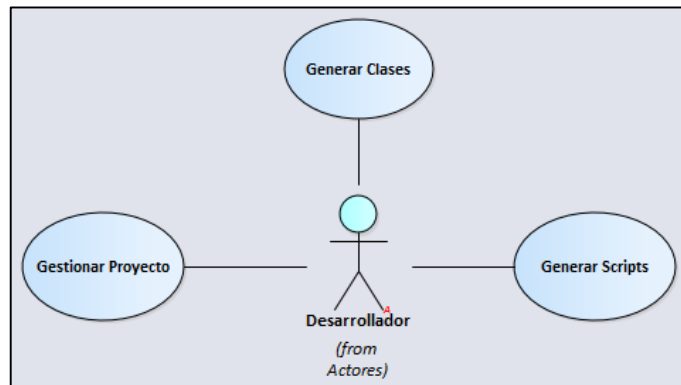 Generar Clases
Gestionar Proyecto
Generar Scripts
A
Desarrollador
(from
Actores)